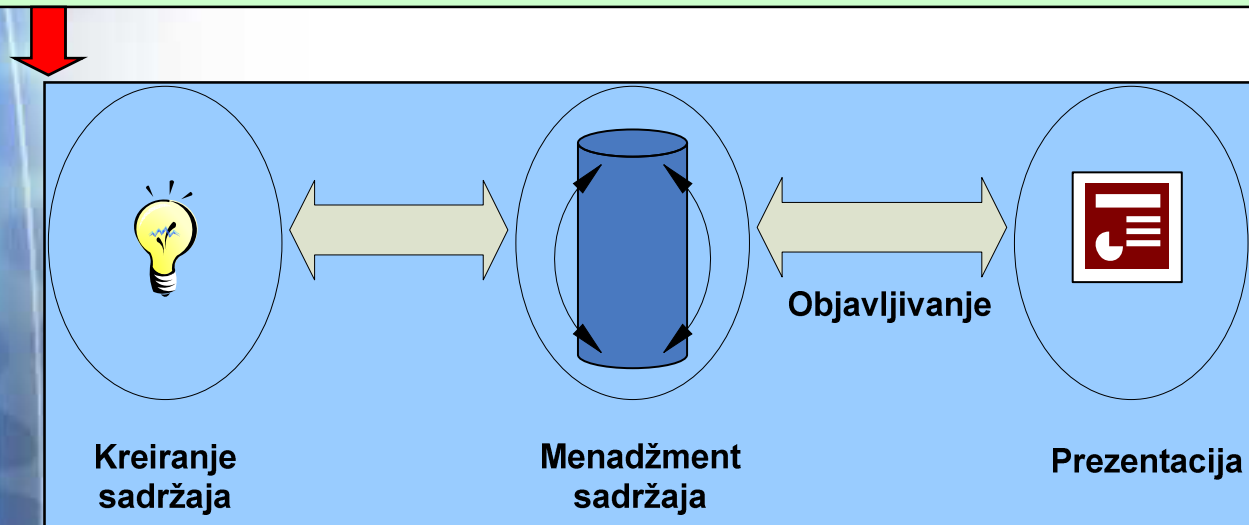 Objavljivanje
Kreiranje
sadržaja
Menadžment
sadržaja
Prezentacija